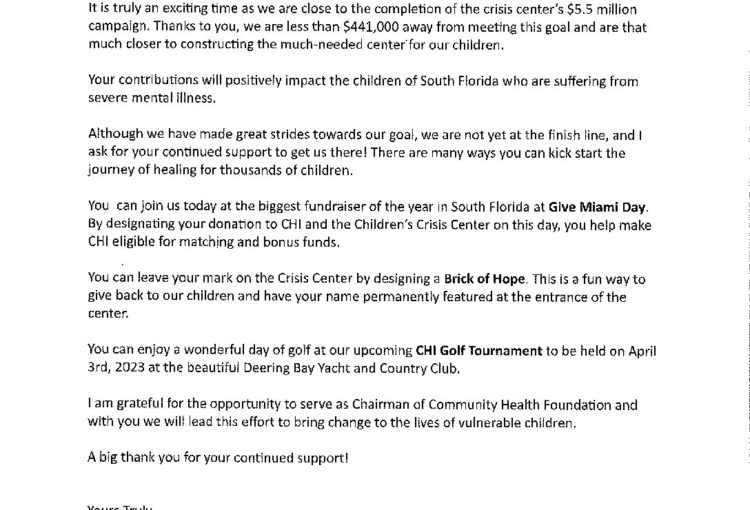 It is truly an exciting time as we are close to the completion of the crisis center's $5.5 million
campaign. Thanks to you, we are less than $441,000 away from meeting this goal and are that
much closer to constructing the much-needed center for our children.
Your contributions will positively impact the children of South Florida who are suffering from
severe mental illness.
Although we have made great strides towards our goal, we are not yet at the finish line, and I
ask for your continued support to get us there! There are many ways you can kick start the
journey of healing for thousands of children.
You can join us today at the biggest fundraiser of the year in South Florida at Give Miami Day.
By designating your donation to CHI and the Children's Crisis Center on this day, you help make
CHI eligible for matching and bonus funds.
You can leave your mark on the Crisis Center by designing a Brick of Hope. This is a fun way to
give back to our children and have your name permanently featured at the entrance of the
center.
You can enjoy a wonderful day of golf at our upcoming CHI Golf Tournament to be held on April
3rd, 2023 at the beautiful Deering Bay Yacht and Country Club.
I am grateful for the opportunity to serve as Chairman of Community Health Foundation and
with you we will lead this effort to bring change to the lives of vulnerable children.
A big thank you for your continued support!
Yours Truly